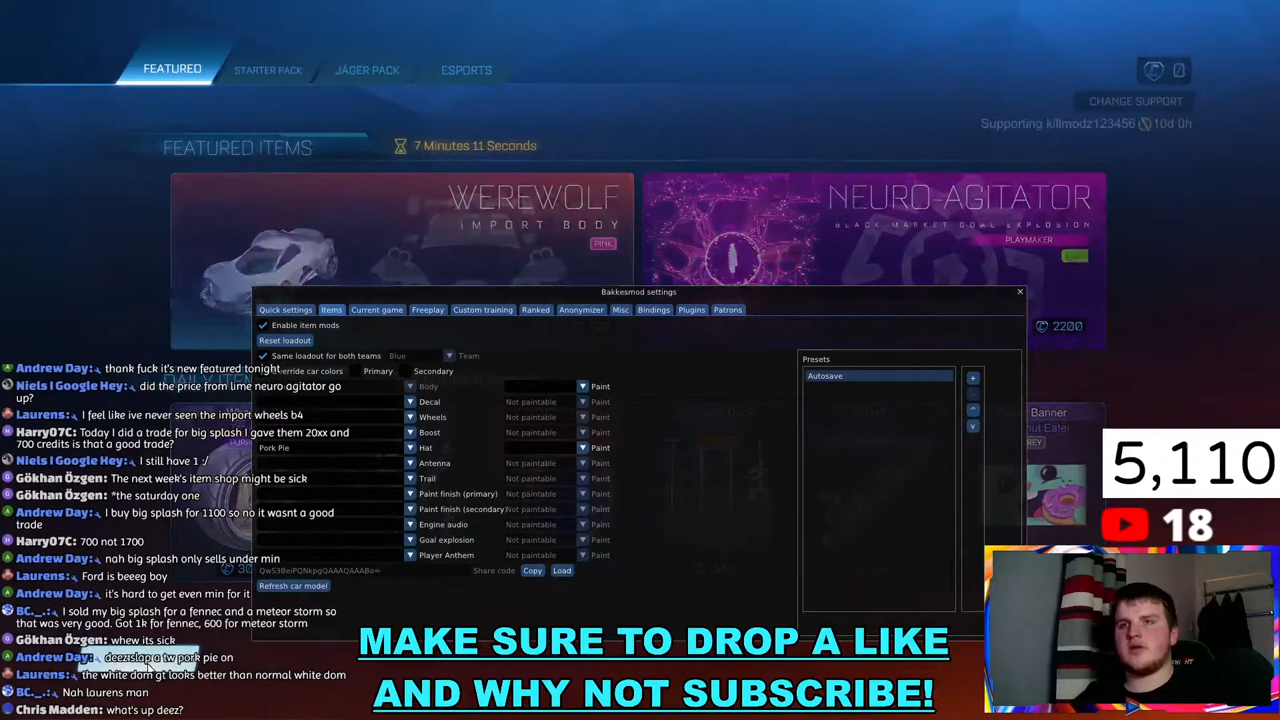 FEATURED
STARTER PACK
JÄGER PACK
ESPORTS
0
CHANGE SUPPORT
Supporting killmodz123456 10d 0h
FEATURED ITEMS
7 Minutes 11 Seconds
WEREWOLF
IMPORT BODY
PINK
NEURO-AGITATOR
BLACK MARKET GOAL EXPLOSION
PLAYMAKER
2200
Bakkesmod settings
Quick settings Items Current game Freeplay Custom training Ranked Anonymizer Misc Bindings Plugins Patrons
Enable item mods
Reset loadout
Same loadout for both teams Blue Team
Primary Secondary
Body Paint
Decal Not paintable Paint
Wheels Not paintable Paint
Boost Not paintable Paint
Pork Pie Hat Paint
Antenna Not paintable Paint
Trail Not paintable Paint
Paint finish (primary) Not paintable Paint
Paint finish (secondary) Not paintable Paint
Engine audio Not paintable Paint
Goal explosion Not paintable Paint
Player Anthem Not paintable Paint
Share code Copy Load
Refresh car model
Presets
Autosave
+
^
v
Banner
Andrew Day: thank fuck it's new featured tonight
Niels I Google Hey: did the price from lime neuro agitator go
up?
Laurens: I feel like ive never seen the import wheels b4
Harry07C: Today I did a trade for big splash I gave them 20xx and
700 credits is that a good trade?
Niels I Google Hey: I still have 1 :/
Gökhan Özgen: The next week's item shop might be sick
Gökhan Özgen: *the saturday one
Andrew Day: I buy big splash for 1100 so no it wasnt a good
trade
Harry07C: 700 not 1700
Andrew Day: nah big splash only sells under min
Laurens: Ford is beeeg boy
Andrew Day: it's hard to get even min for it
BC._.: I sold my big splash for a fennec and a meteor storm so
that was very good. Got 1k for fennec, 600 for meteor storm
Gökhan Özgen: whew its sick
Andrew Day: deez slap a tw pork pie on
Laurens: the white dom gt looks better than normal white dom
BC._.: Nah laurens man
Chris Madden: what's up deez?
5,110
18
MAKE SURE TO DROP A LIKE
AND WHY NOT SUBSCRIBE!